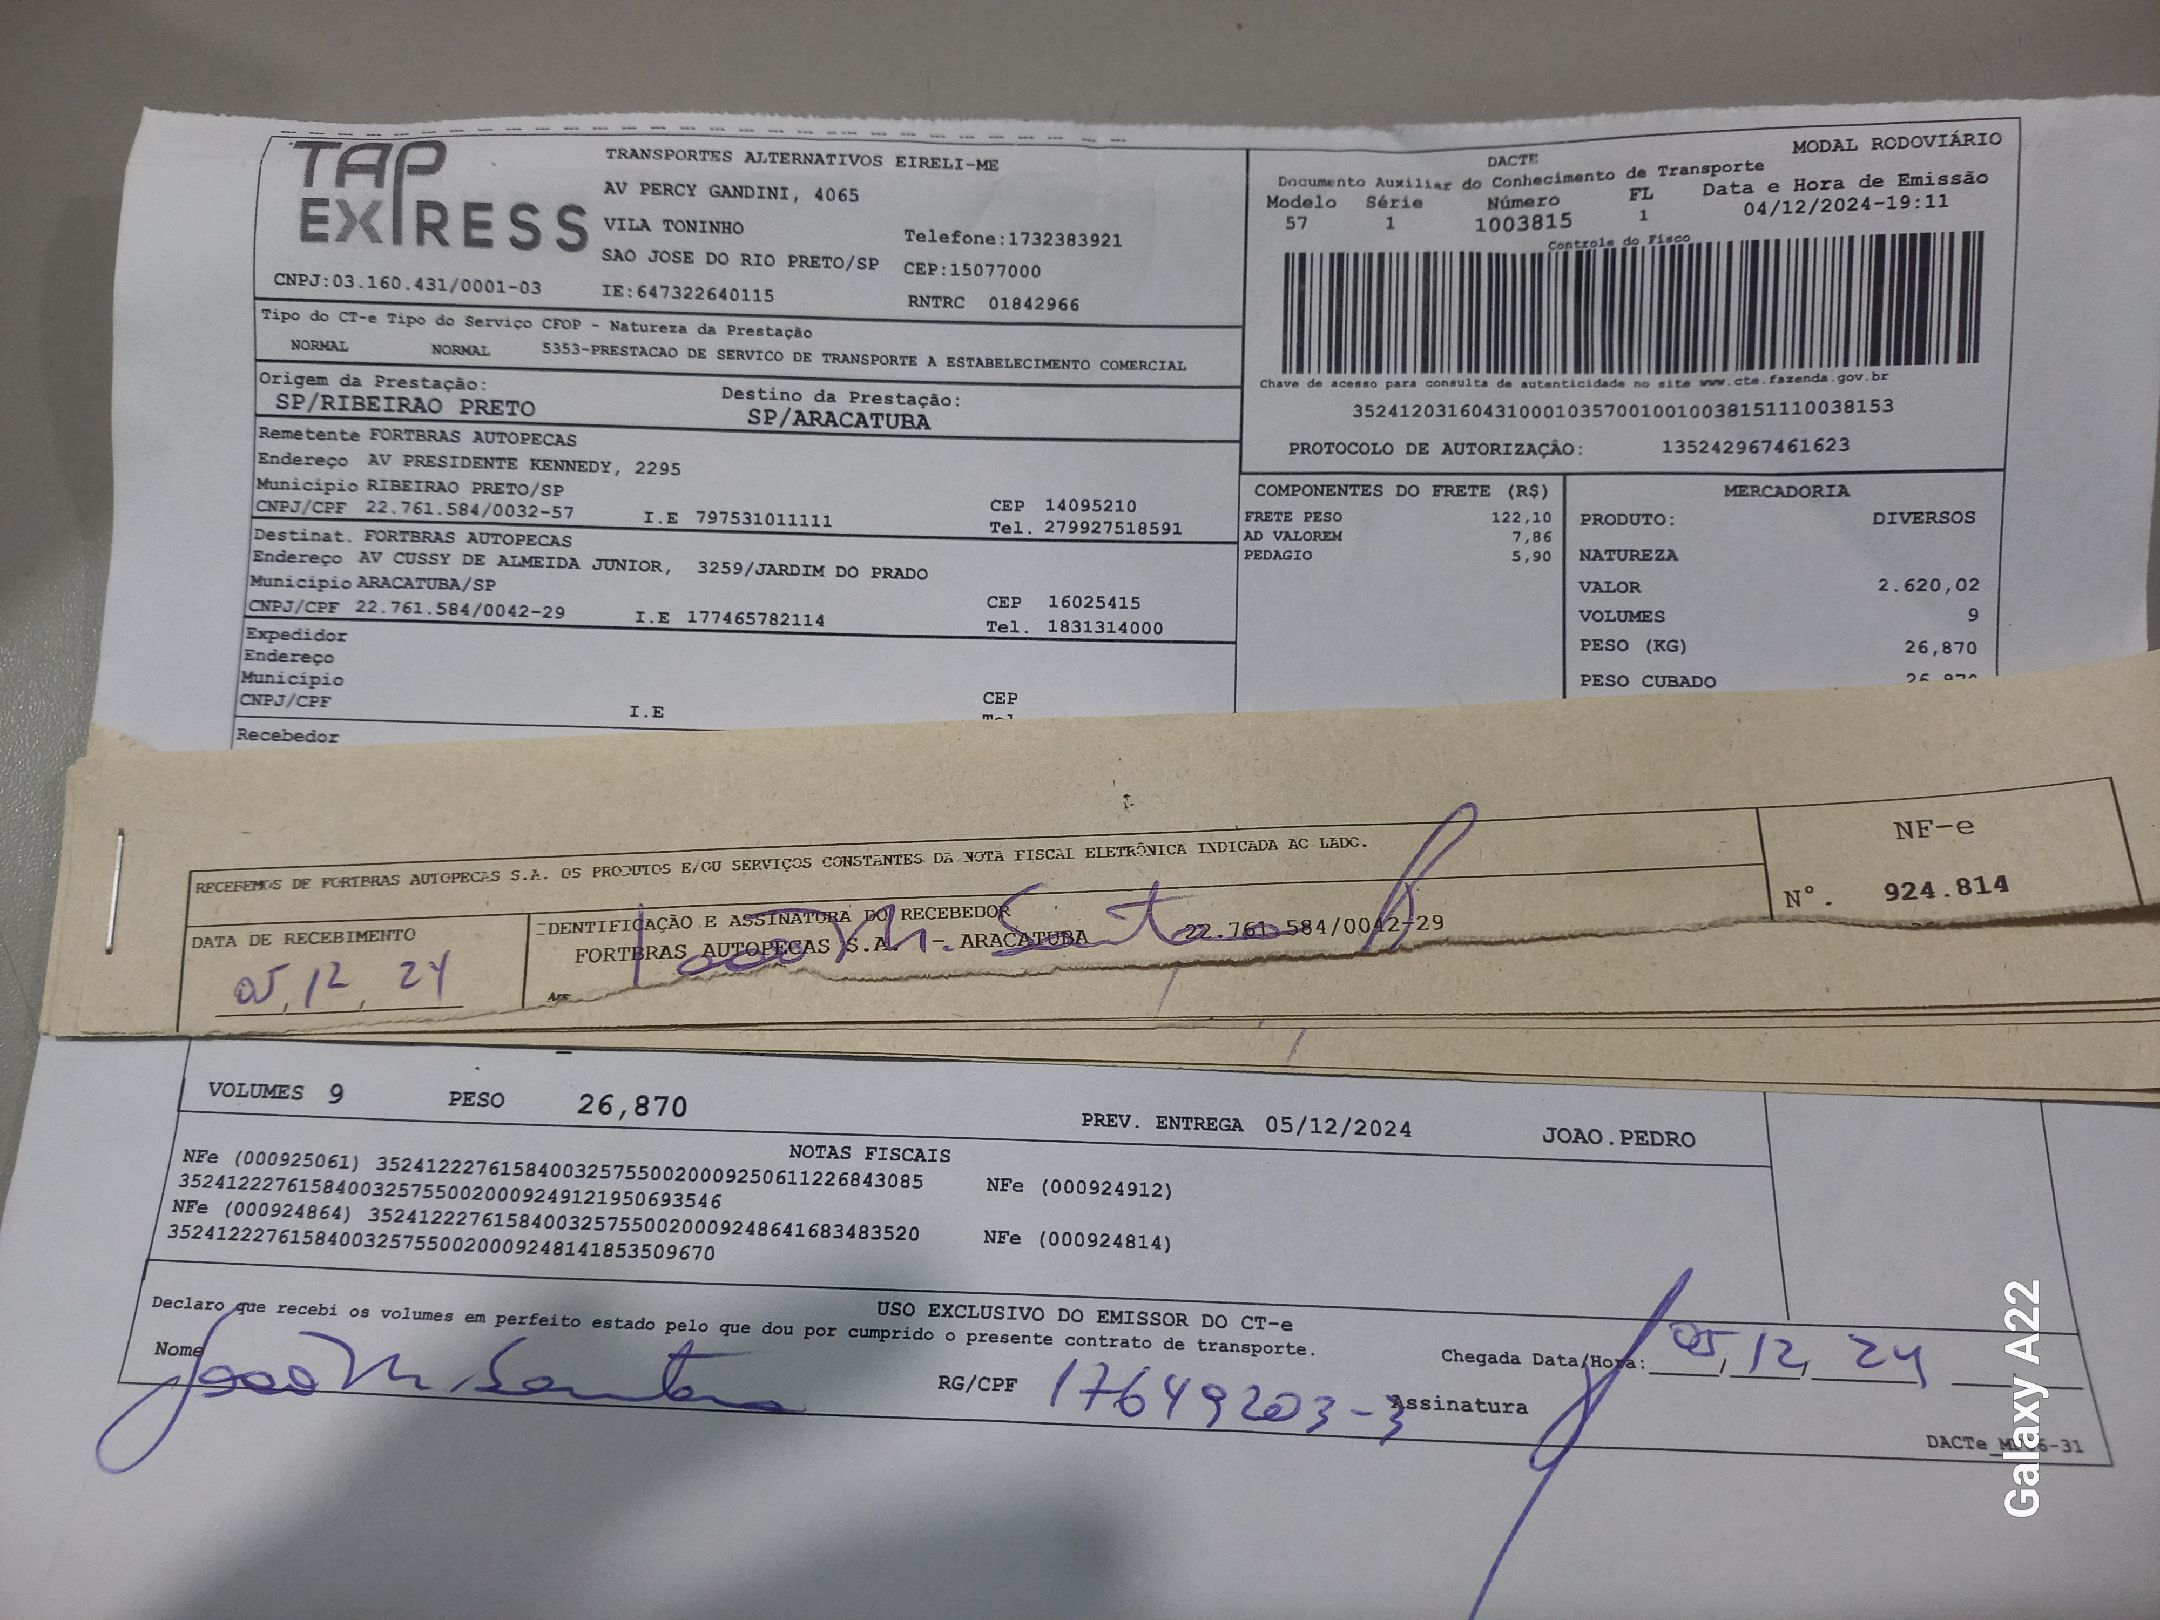 TAP EXPRESS
TRANSPORTES ALTERNATIVOS EIRELI-ME
AV PERCY GANDINI, 4065
VILA TONINHO
Telefone:1732383921
SAO JOSE DO RIO PRETO/SP CEP:15077000
CNPJ:03.160.431/0001-03 IE:647322640115 RNTRC 01842966
MODAL RODOVIÁRIO
DACTE
Documento Auxiliar do Conhecimento de Transporte
Modelo Série Número FL Data e Hora de Emissão
57 1 1003815 1 04/12/2024-19:11
Controle do Fisco
Chave de acesso para consulta de autenticidade no site www.cte.fazenda.gov.br
35241203160431000103570010010038151110038153
PROTOCOLO DE AUTORIZAÇÂO: 135242967461623
Tipo do CT-e Tipo do Serviço CFOP - Natureza da Prestação
NORMAL NORMAL 5353-PRESTACAO DE SERVICO DE TRANSPORTE A ESTABELECIMENTO COMERCIAL
Origem da Prestação: Destino da Prestação:
SP/RIBEIRAO PRETO SP/ARACATUBA
Remetente FORTBRAS AUTOPECAS
Endereço AV PRESIDENTE KENNEDY, 2295
Município RIBEIRAO PRETO/SP CEP 14095210
CNPJ/CPF 22.761.584/0032-57 I.E 797531011111 Tel. 279927518591
Destinat. FORTBRAS AUTOPECAS
Endereço AV CUSSY DE ALMEIDA JUNIOR, 3259/JARDIM DO PRADO
Município ARACATUBA/SP CEP 16025415
CNPJ/CPF 22.761.584/0042-29 I.E 177465782114 Tel. 1831314000
Expedidor
Endereço
Município CEP
CNPJ/CPF I.E Tel
Recebedor
COMPONENTES DO FRETE (R$)
FRETE PESO 122,10
AD VALOREM 7,86
PEDAGIO 5,90
MERCADORIA
PRODUTO: DIVERSOS
NATUREZA
VALOR 2.620,02
VOLUMES 9
PESO (KG) 26,870
PESO CUBADO 26,870
RECEBEMOS DE FORTBRAS AUTOPECAS S.A. OS PRODUTOS E/OU SERVIÇOS CONSTANTES DA NOTA FISCAL ELETRÔNICA INDICADA AO LADO.
NF-e
Nº. 924.814
DATA DE RECEBIMENTO IDENTIFICAÇÃO E ASSINATURA DO RECEBEDOR
FORTBRAS AUTOPECAS S.A. - ARACATUBA 22.761.584/0042-29
05, 12, 24 Joao M. Santana
VOLUMES 9 PESO 26,870 PREV. ENTREGA 05/12/2024 JOAO.PEDRO
NOTAS FISCAIS
NFe (000925061) 35241222761584003257550020009250611226843085 NFe (000924912)
35241222761584003257550020009249121950693546
NFe (000924864) 35241222761584003257550020009248641683483520 NFe (000924814)
35241222761584003257550020009248141853509670
USO EXCLUSIVO DO EMISSOR DO CT-e
Declaro que recebi os volumes em perfeito estado pelo que dou por cumprido o presente contrato de transporte.
Nome Joao M. Santana RG/CPF 17649203-3 Chegada Data/Hora: 05, 12, 24
Assinatura
Galaxy A22